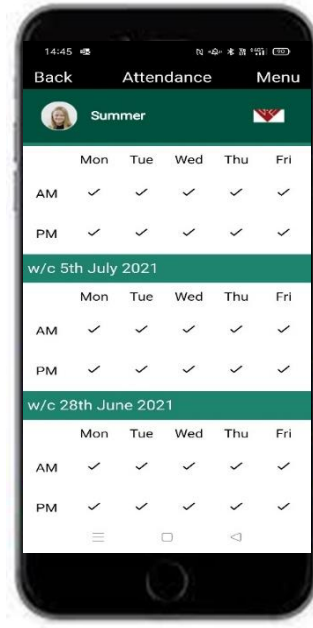 14:45
Back Attendance Menu
Summer
Mon Tue Wed Thu Fri
AM ✓ ✓ ✓ ✓ ✓
PM ✓ ✓ ✓ ✓ ✓
w/c 5th July 2021
Mon Tue Wed Thu Fri
AM ✓ ✓ ✓ ✓ ✓
PM ✓ ✓ ✓ ✓ ✓
w/c 28th June 2021
Mon Tue Wed Thu Fri
AM ✓ ✓ ✓ ✓ ✓
PM ✓ ✓ ✓ ✓ ✓